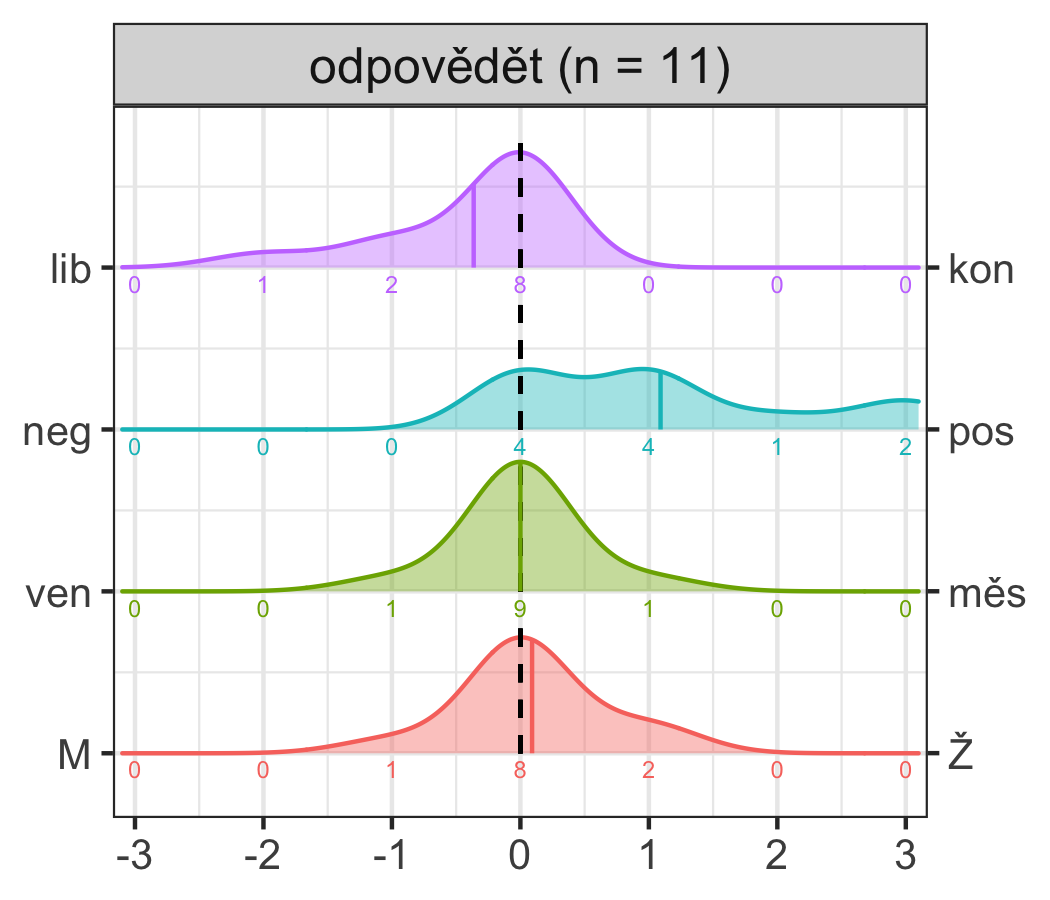 odpovědět (n = 11)
lib kon
0 1 2 8 0 0 0
neg pos
0 0 0 4 4 1 2
ven měs
0 0 1 9 1 0 0
M Ž
0 0 1 8 2 0 0
-3 -2 -1 0 1 2 3